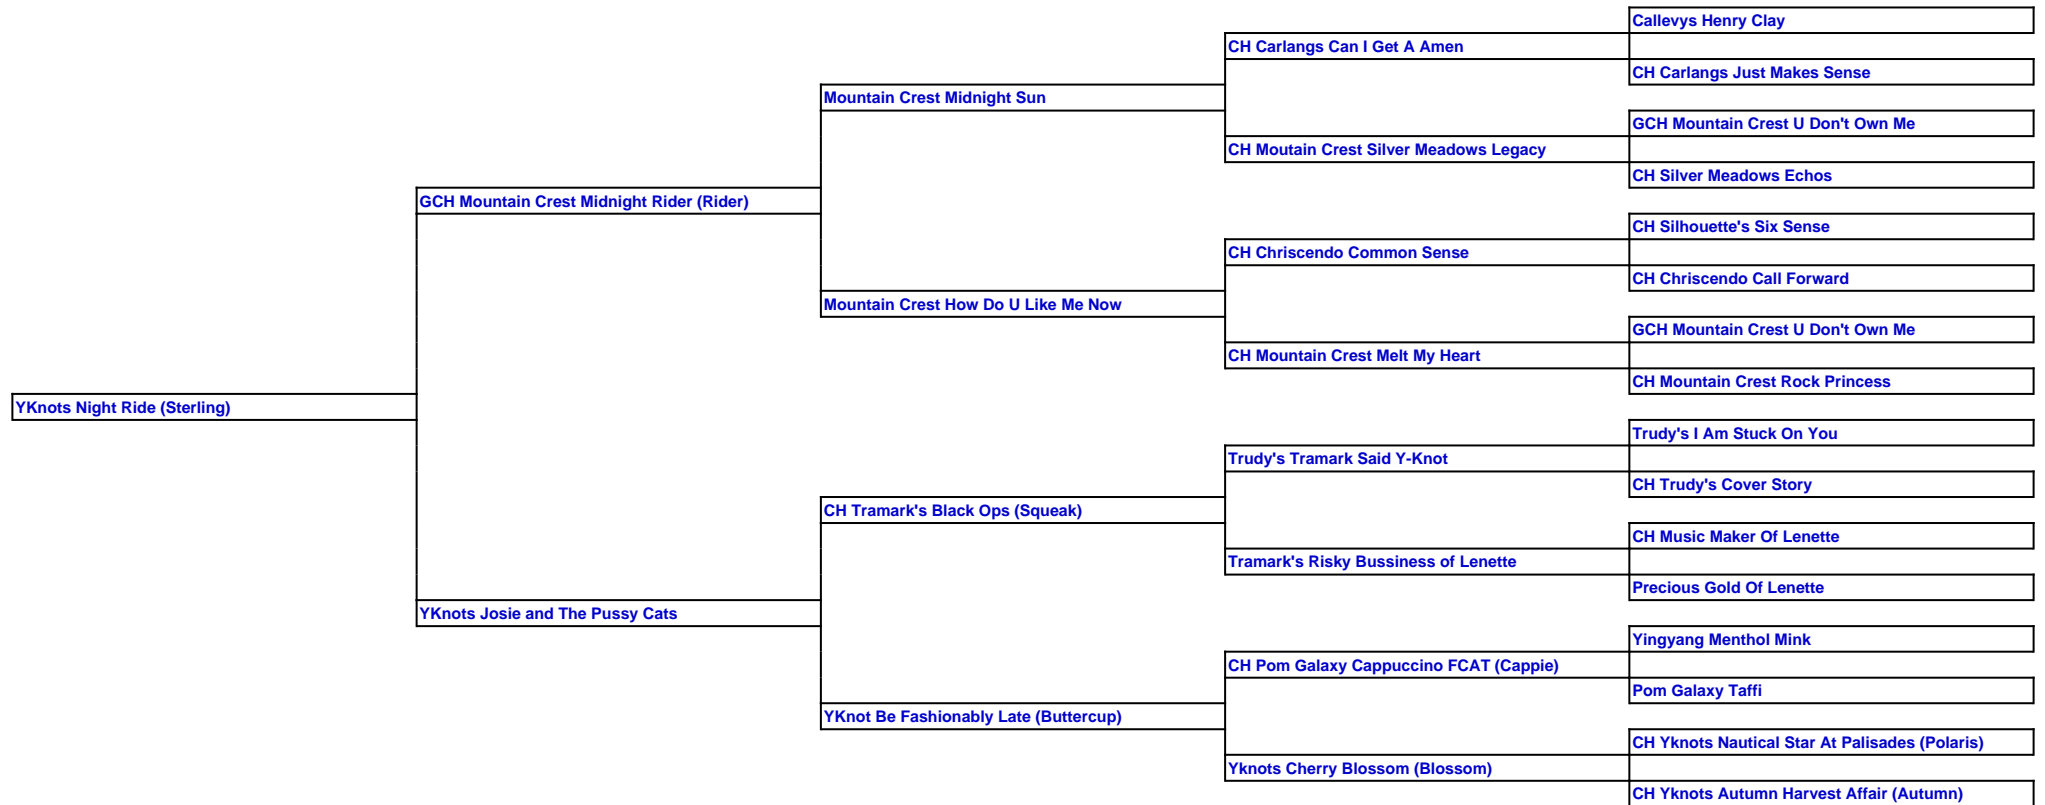 Callevys Henry Clay
CH Carlangs Can I Get A Amen
CH Carlangs Just Makes Sense
Mountain Crest Midnight Sun
GCH Mountain Crest U Don't Own Me
CH Moutain Crest Silver Meadows Legacy
CH Silver Meadows Echos
GCH Mountain Crest Midnight Rider (Rider)
CH Silhouette's Six Sense
CH Chriscendo Common Sense
CH Chriscendo Call Forward
Mountain Crest How Do U Like Me Now
GCH Mountain Crest U Don't Own Me
CH Mountain Crest Melt My Heart
CH Mountain Crest Rock Princess
YKnots Night Ride (Sterling)
Trudy's I Am Stuck On You
Trudy's Tramark Said Y-Knot
CH Trudy's Cover Story
CH Tramark's Black Ops (Squeak)
CH Music Maker Of Lenette
Tramark's Risky Bussiness of Lenette
Precious Gold Of Lenette
YKnots Josie and The Pussy Cats
Yingyang Menthol Mink
CH Pom Galaxy Cappuccino FCAT (Cappie)
Pom Galaxy Taffi
YKnot Be Fashionably Late (Buttercup)
CH Yknots Nautical Star At Palisades (Polaris)
Yknots Cherry Blossom (Blossom)
CH Yknots Autumn Harvest Affair (Autumn)